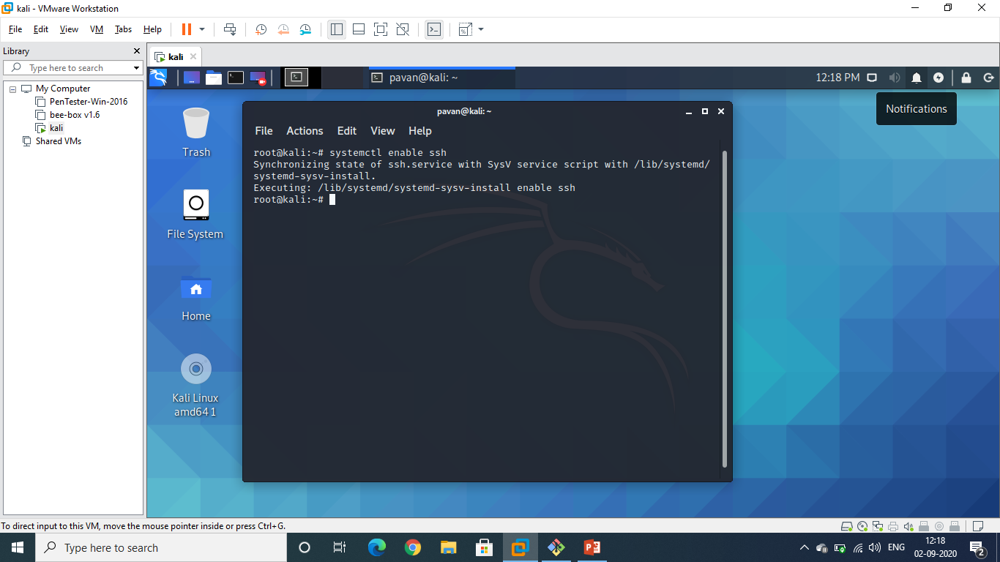 kali - VMware Workstation
File Edit View VM Tabs Help
Library
Type here to search
My Computer
PenTester-Win-2016
bee-box v1.6
kali
Shared VMs
kali
pavan@kali: ~
12:18 PM
Notifications
Trash
File System
Home
Kali Linux
amd64 1
pavan@kali: ~
File Actions Edit View Help
root@kali:~# systemctl enable ssh
Synchronizing state of ssh.service with SysV service script with /lib/systemd/
systemd-sysv-install.
Executing: /lib/systemd/systemd-sysv-install enable ssh
root@kali:~#
To direct input to this VM, move the mouse pointer inside or press Ctrl+G.
Type here to search
ENG
12:18
02-09-2020
2